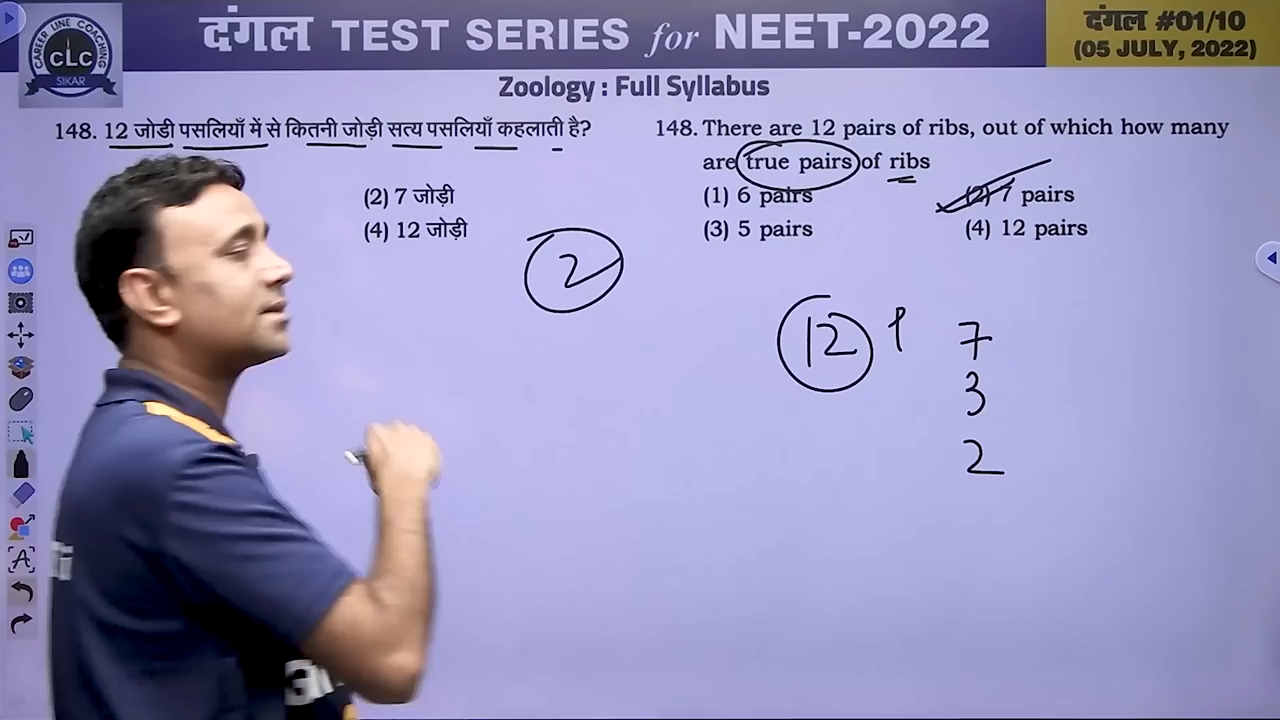 दंगल TEST SERIES for NEET-2022
दंगल #01/10
(05 JULY, 2022)
CAREER LINE COACHING
CLC
SIKAR
Zoology : Full Syllabus
148. 12 जोडी पसलियाँ में से कितनी जोड़ी सत्य पसलियाँ कहलाती है?
(2) 7 जोड़ी
(4) 12 जोड़ी
2
148. There are 12 pairs of ribs, out of which how many
are true pairs of ribs
(1) 6 pairs
(2) 7 pairs
(3) 5 pairs
(4) 12 pairs
12
7
3
2